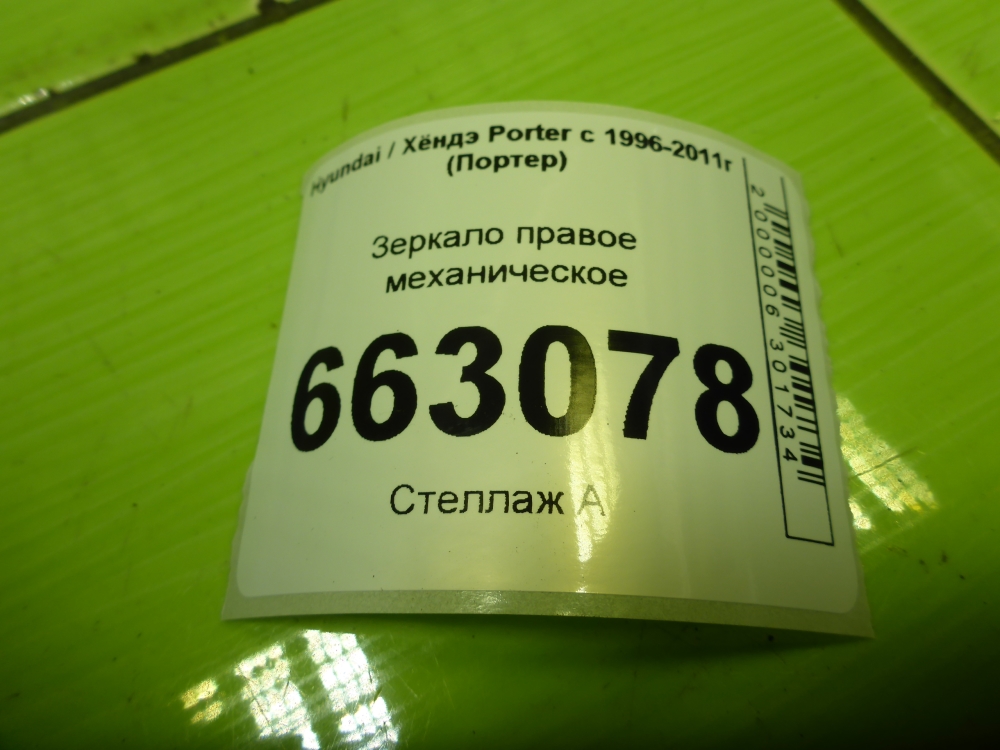 Hyundai / Хёндэ Porter с 1996-2011г
(Портер)
Зеркало правое
механическое
663078
Стеллаж А
2000006301734